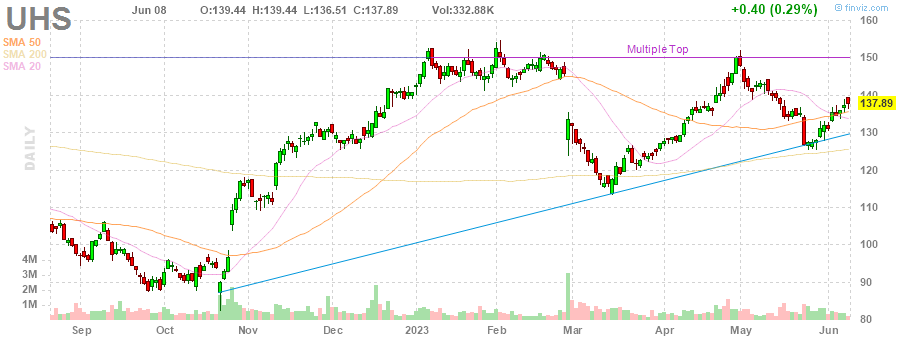 UHS
Jun 08 O:139.44 H:139.44 L:136.51 C:137.89 Vol:332.88K +0.40 (0.29%)
© finviz.com
SMA 50
SMA 200
SMA 20
Multiple Top
DAILY
160
150
140
137.89
130
120
110
100
90
80
4M
3M
2M
1M
Sep Oct Nov Dec 2023 Feb Mar Apr May Jun